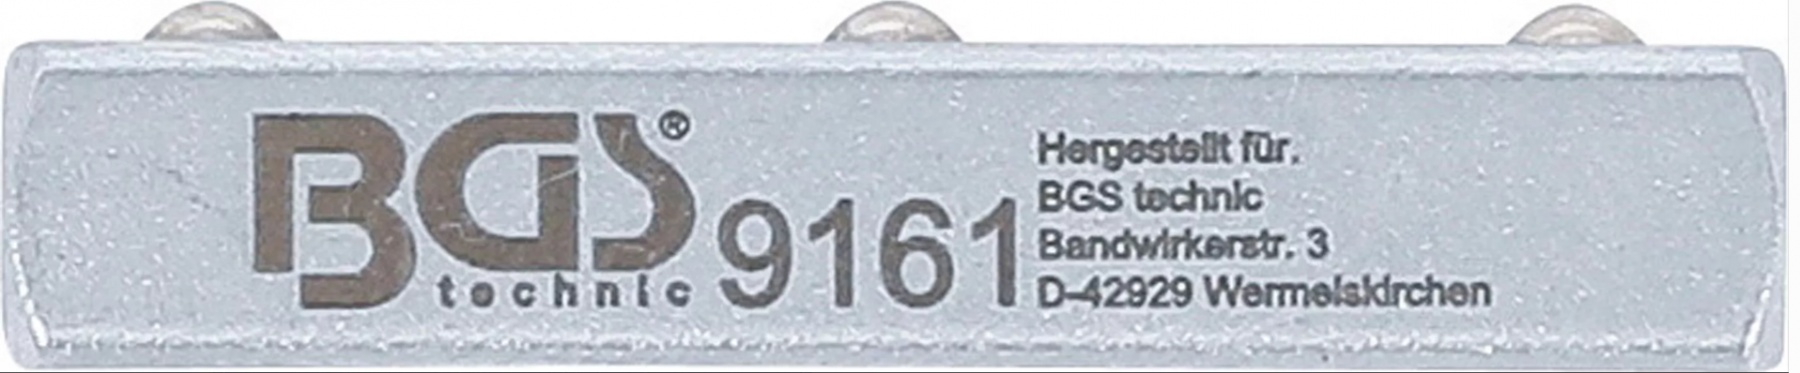 BGS®
technic
9161
Hergestellt für.
BGS technic
Bandwirkerstr. 3
D-42929 Wermelskirchen